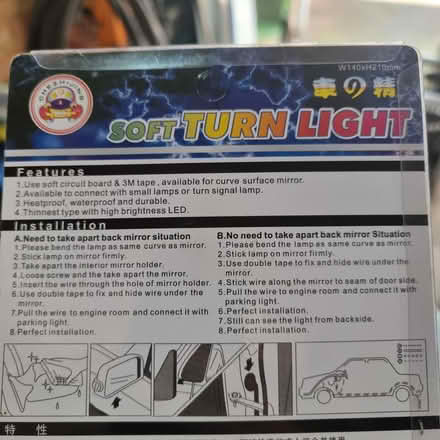 W140xH210mm
CHEZHIJING
車の精
SOFT TURN LIGHT
Features
1.Use soft circuit board & 3M tape , available for curve surface mirror.
2.Available to connect with small lamps or turn signal lamp.
3.Heatproof, waterproof and durable.
4.Thinnest type with high brightness LED.
Installation
A.Need to take apart back mirror situation
1.Please bend the lamp as same curve as mirror.
2.Stick lamp on mirror firmly.
3.Take apart the interior mirror holder.
4.Loose screw and the take apart the mirror.
5.Insert the wire through the hole of mirror holder.
6.Use double tape to fix and hide wire under the mirror.
7.Pull the wire to engine room and connect it with parking light.
8.Perfect installation.
B.No need to take apart back mirror Situation
1.Please bend the lamp as same curve as mirror.
2.Stick lamp on mirror firmly.
3.Use double tape to fix and hide wire under the mirror.
4.Stick wire along the mirror to seam of door side.
5.Pull the wire to engine room and connect it with parking light.
6.Perfect installation.
7.Still can see the light from backside.
8.Perfect installation.
特 性